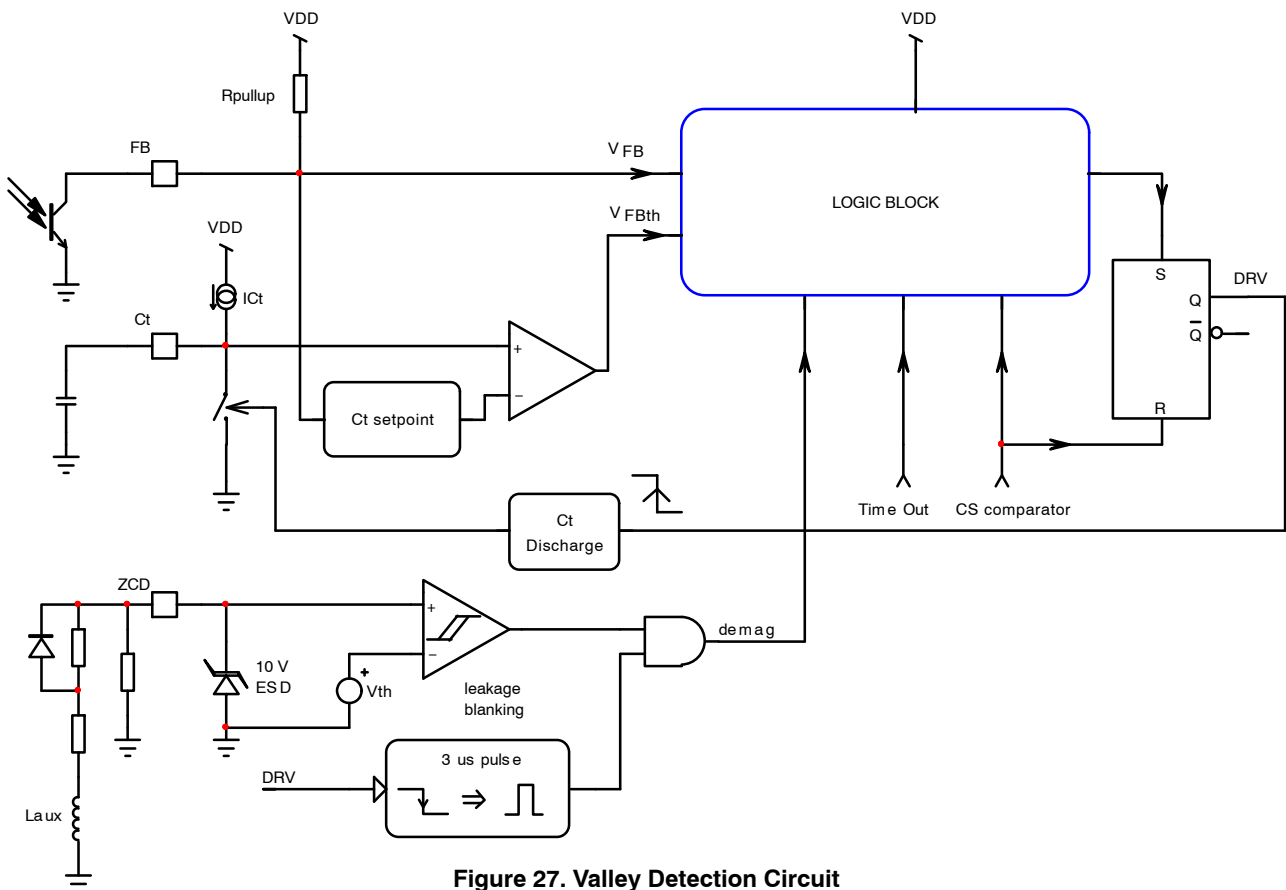 VDD
VDD
Rpullup
FB
V FB
LOGIC BLOCK
V FBth
VDD
ICt
Ct
S
DRV
Q
Q
R
+
−
Ct setpoint
Time Out
CS comparator
Ct
Discharge
ZCD
+
−
demag
10 V
ESD
+
Vth
leakage
blanking
3 us pulse
DRV
Laux
Figure 27. Valley Detection Circuit